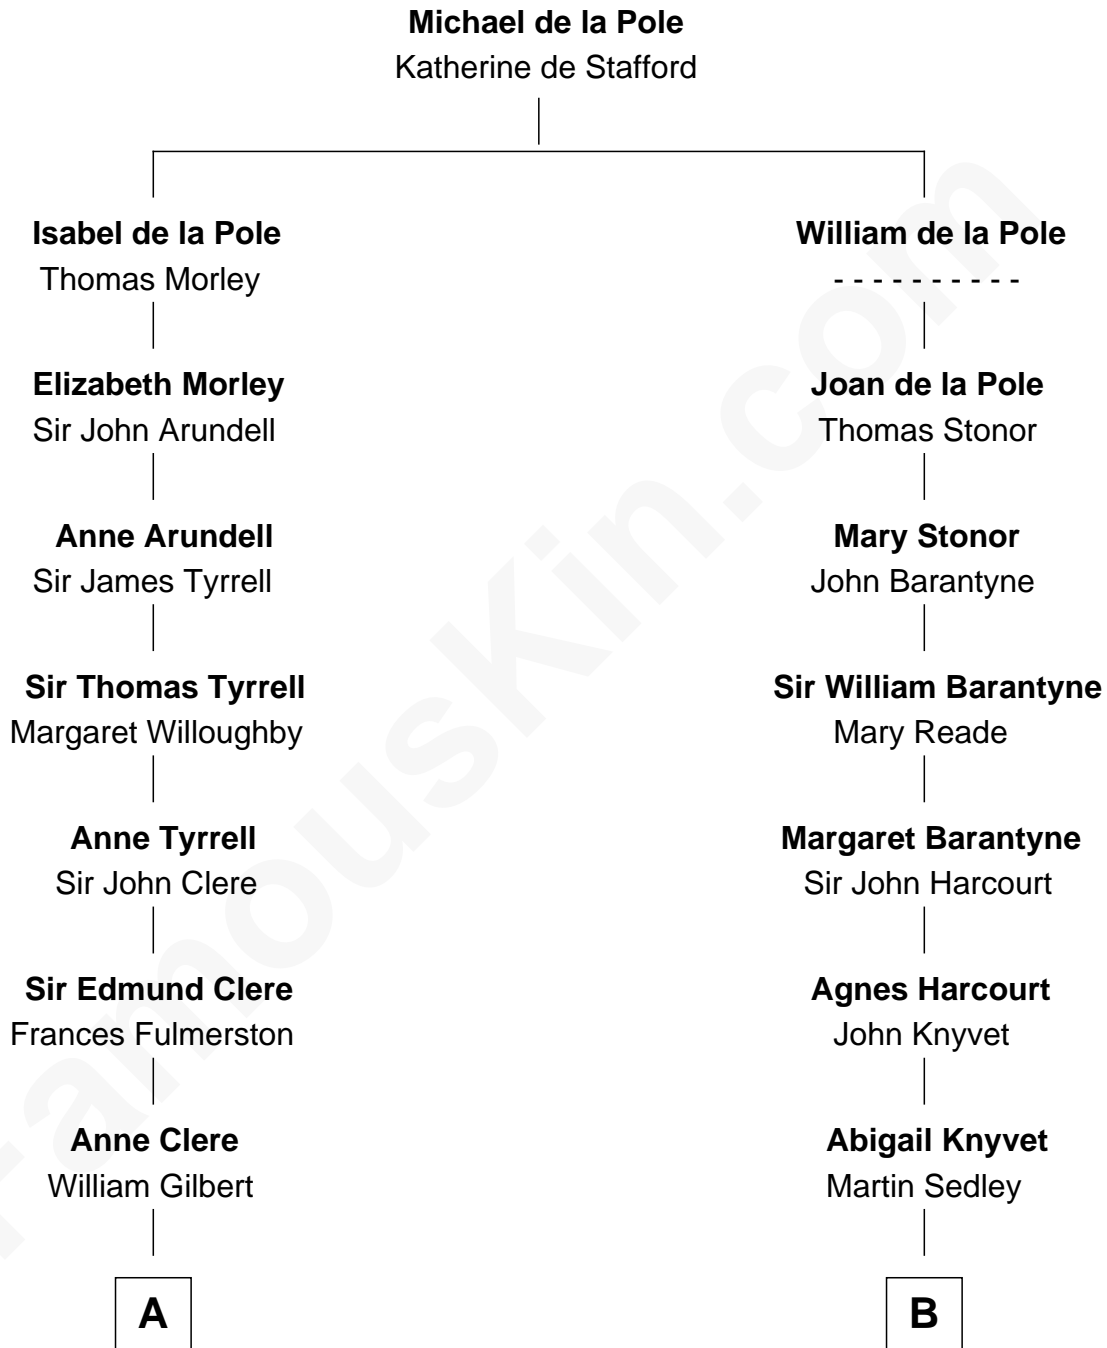 Michael de la Pole
Katherine de Stafford
Isabel de la Pole
Thomas Morley
Elizabeth Morley
Sir John Arundell
Anne Arundell
Sir James Tyrrell
Sir Thomas Tyrrell
Margaret Willoughby
Anne Tyrrell
Sir John Clere
Sir Edmund Clere
Frances Fulmerston
Anne Clere
William Gilbert
A
William de la Pole
- - - - - - - - - -
Joan de la Pole
Thomas Stonor
Mary Stonor
John Barantyne
Sir William Barantyne
Mary Reade
Margaret Barantyne
Sir John Harcourt
Agnes Harcourt
John Knyvet
Abigail Knyvet
Martin Sedley
B
FamousKin.com